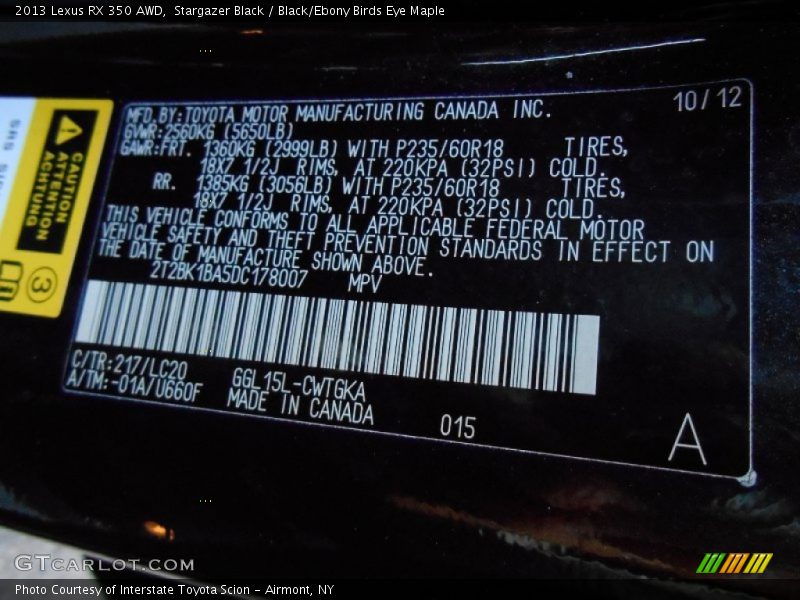 2013 Lexus RX 350 AWD,  Stargazer Black / Black/Ebony Birds Eye Maple
10/12
MFD.BY:TOYOTA MOTOR MANUFACTURING CANADA INC.
GVWR:2560KG (5650LB)
GAWR:FRT. 1360KG (2999LB) WITH P235/60R18 TIRES,
18X7 1/2J RIMS, AT 220KPA (32PSI) COLD.
RR. 1385KG (3056LB) WITH P235/60R18 TIRES,
18X7 1/2J RIMS, AT 220KPA (32PSI) COLD.
THIS VEHICLE CONFORMS TO ALL APPLICABLE FEDERAL MOTOR
VEHICLE SAFETY AND THEFT PREVENTION STANDARDS IN EFFECT ON
THE DATE OF MANUFACTURE SHOWN ABOVE.
2T2BK1BA5DC178007 MPV
C/TR:217/LC20
A/TM:-01A/U660F
GGL15L-CWTGKA
MADE IN CANADA
015
A
CAUTION
ATTENTION
ACHTUNG
3
SRS
GTCARLOT.COM
Photo Courtesy of Interstate Toyota Scion - Airmont, NY